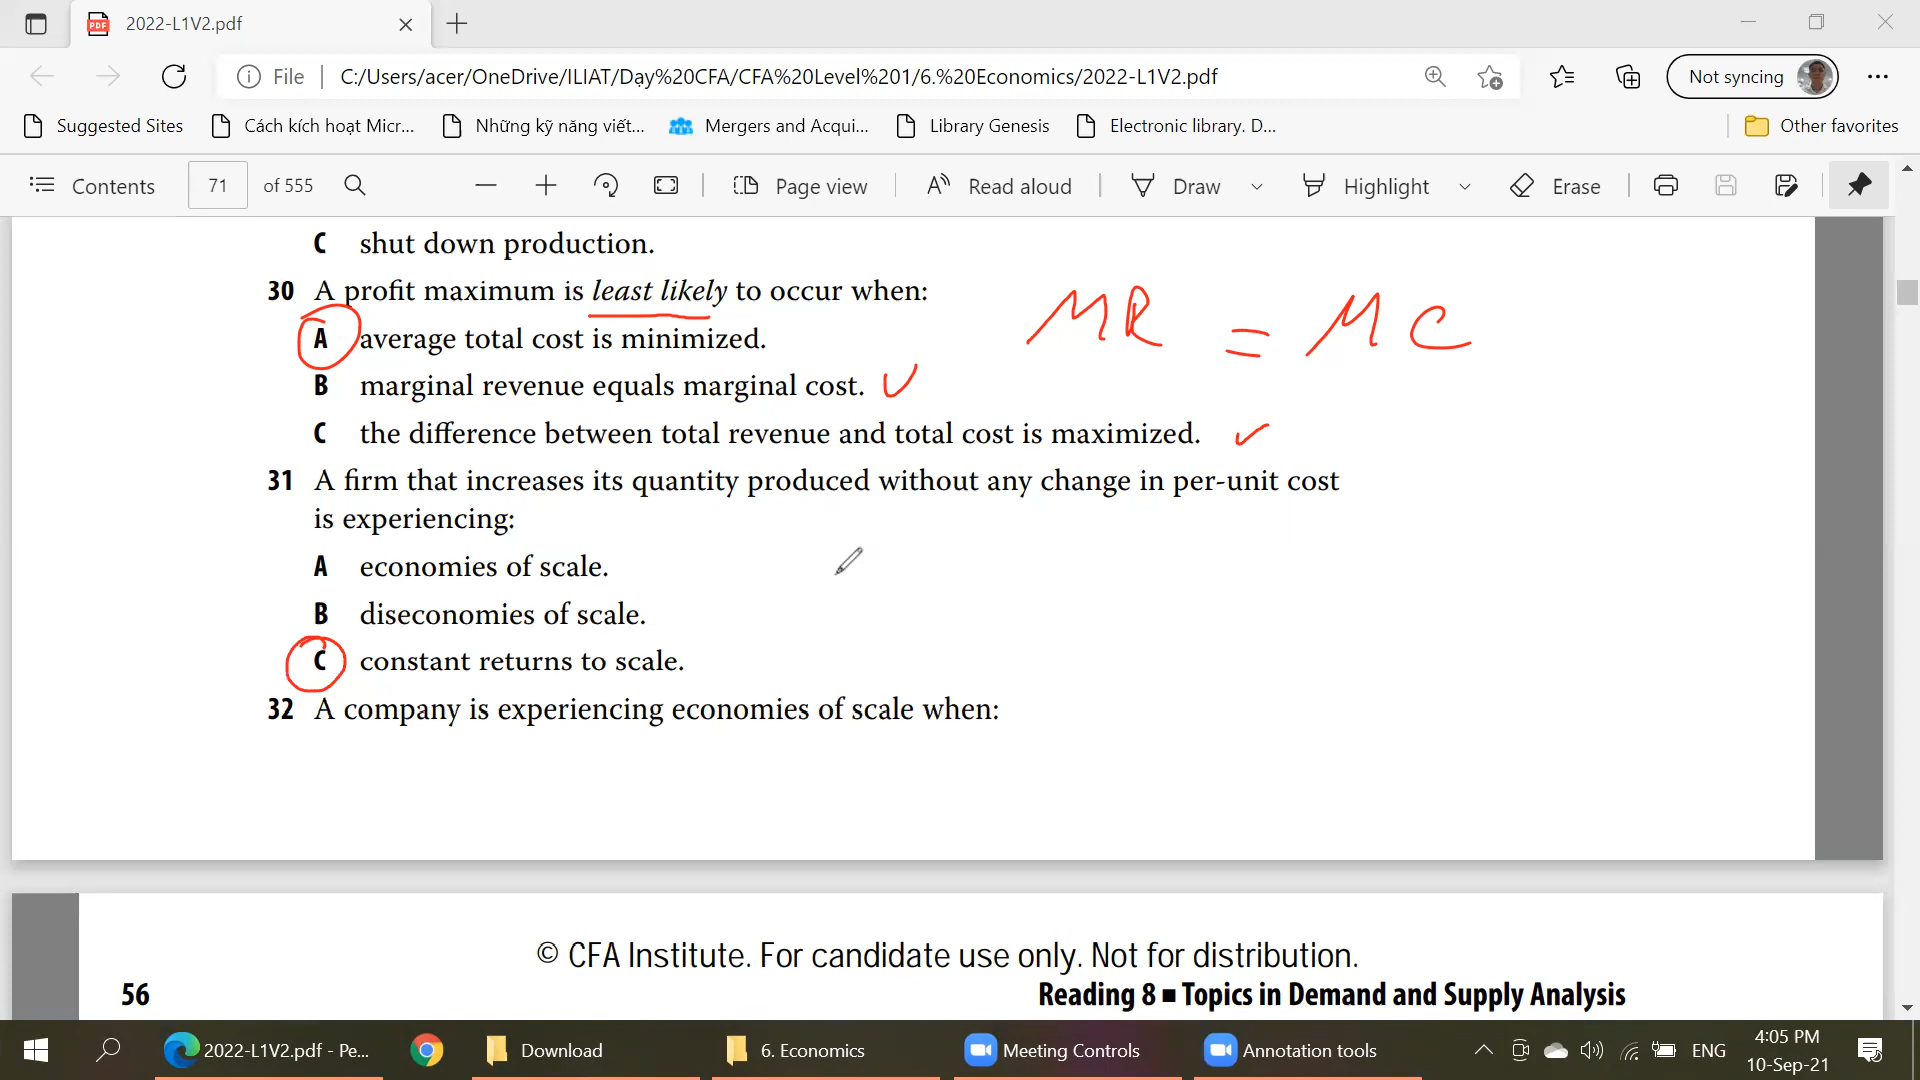 2022-L1V2.pdf
File C:/Users/acer/OneDrive/ILIAT/Dạy%20CFA/CFA%20Level%201/6.%20Economics/2022-L1V2.pdf Not syncing
Suggested Sites Cách kích hoạt Micr... Những kỹ năng viết... Mergers and Acqui... Library Genesis Electronic library. D... Other favorites
Contents 71 of 555 Page view Read aloud Draw Highlight Erase
C shut down production.
30 A profit maximum is least likely to occur when:
MR = MC
A average total cost is minimized.
B marginal revenue equals marginal cost.
C the difference between total revenue and total cost is maximized.
31 A firm that increases its quantity produced without any change in per-unit cost
is experiencing:
A economies of scale.
B diseconomies of scale.
C constant returns to scale.
32 A company is experiencing economies of scale when:
© CFA Institute. For candidate use only. Not for distribution.
56 Reading 8 ■ Topics in Demand and Supply Analysis
2022-L1V2.pdf - Pe... Download 6. Economics Meeting Controls Annotation tools ENG 4:05 PM
10-Sep-21